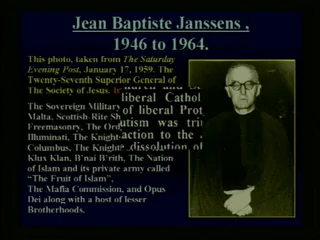 Jean Baptiste Janssens ,
1946 to 1964.
This photo, taken from The Saturday
Evening Post, January 17, 1959. The
Twenty-Seventh Superior General of
The Society of Jesus.
The Sovereign Military
Malta, Scottish Rite Sh
Freemasonry, The Ord
Illuminati, The Knight
Columbus, The Knight
Klux Klan, B'nai B'rith, The Nation
of Islam and its private army called
"The Fruit of Islam",
The Mafia Commission, and Opus
Dei along with a host of lesser
Brotherhoods.
liberal Cathol
of liberal Prot
utism was tri
action to the
dissolution of